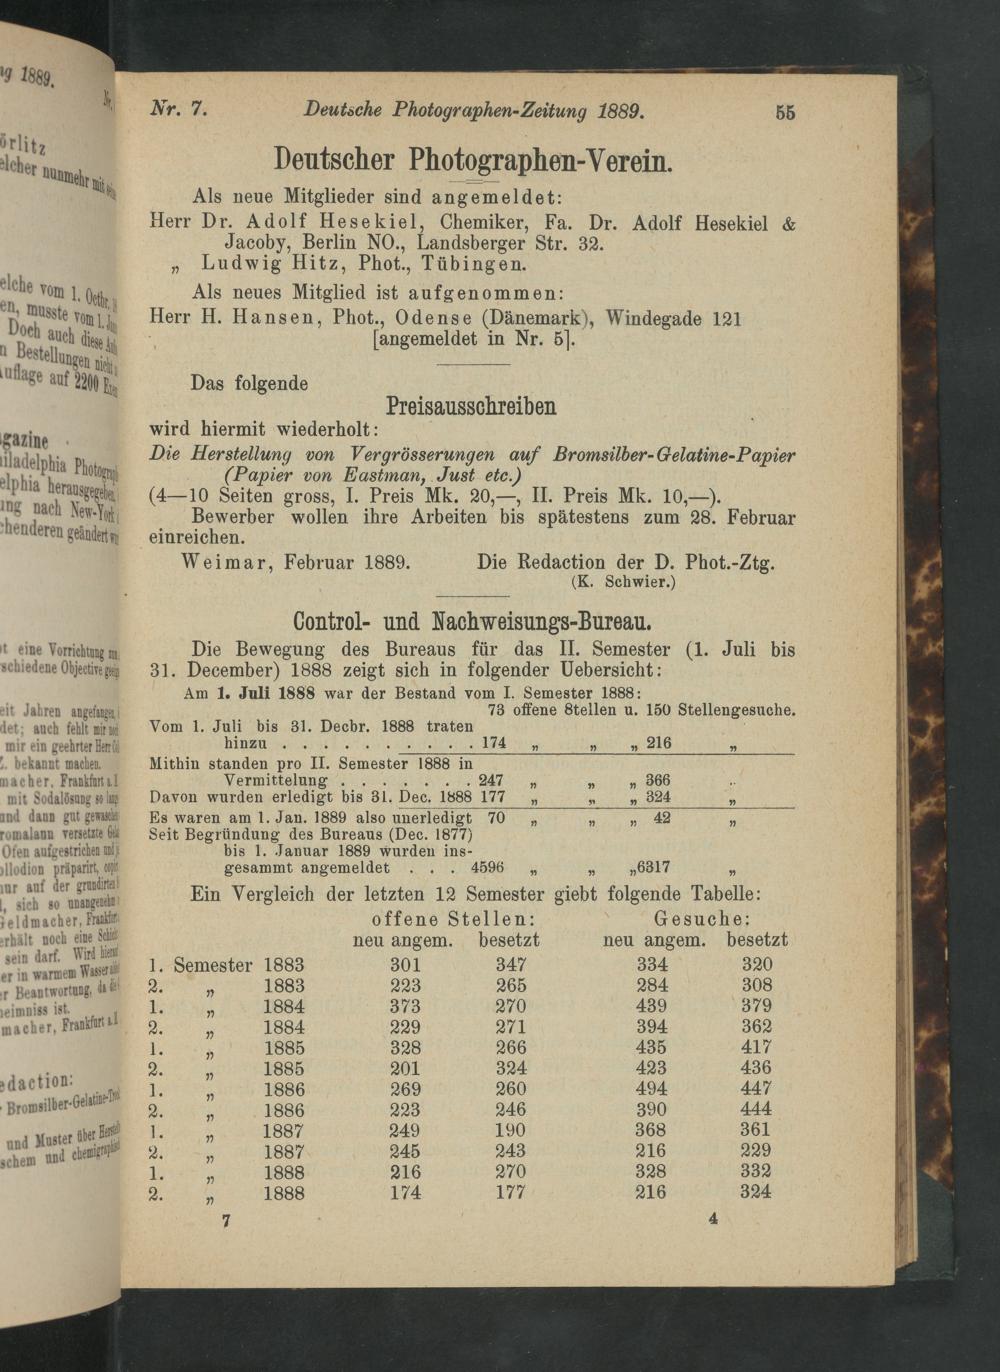 Nr. 7. Deutsche Photographen-Zeitung 1889. 55
Deutscher Photographen-Verein.
Als neue Mitglieder sind angemeldet:
Herr Dr. Adolf Hesekiel, Chemiker, Fa. Dr. Adolf Hesekiel &
Jacoby, Berlin NO., Landsberger Str. 32.
„ Ludwig Hitz, Phot., Tübingen.
Als neues Mitglied ist aufgenommen:
Herr H. Hansen, Phot., Odense (Dänemark), Windegade 121
[angemeldet in Nr. 5].
Das folgende
Preisausschreiben
wird hiermit wiederholt:
Die Herstellung von Vergrösserungen auf Bromsilber-Gelatine-Papier
(Papier von Eastman, Just etc.)
(4—10 Seiten gross, I. Preis Mk. 20,—, II. Preis Mk. 10,—).
Bewerber wollen ihre Arbeiten bis spätestens zum 28. Februar
einreichen.
Weimar, Februar 1889. Die Redaction der D. Phot.-Ztg.
(K. Schwier.)
Control- und Nachweisungs-Bureau.
Die Bewegung des Bureaus für das II. Semester (1. Juli bis
31. December) 1888 zeigt sich in folgender Uebersicht:
Am 1. Juli 1888 war der Bestand vom I. Semester 1888:
73 offene Stellen u. 150 Stellengesuche.
Vom 1. Juli bis 31. Decbr. 1888 traten
hinzu . . . . . . . . . . 174 „ „ „ 216 „
Mithin standen pro II. Semester 1888 in
Vermittelung . . . . . . . 247 „ „ „ 366 „
Davon wurden erledigt bis 31. Dec. 1888 177 „ „ „ 324 „
Es waren am 1. Jan. 1889 also unerledigt 70 „ „ „ 42 „
Seit Begründung des Bureaus (Dec. 1877)
bis 1. Januar 1889 wurden ins-
gesammt angemeldet . . . 4596 „ „ „6317 „
Ein Vergleich der letzten 12 Semester giebt folgende Tabelle:
offene Stellen: Gesuche:
neu angem. besetzt neu angem. besetzt
1. Semester 1883 301 347 334 320
2. „ 1883 223 265 284 308
1. „ 1884 373 270 439 379
2. „ 1884 229 271 394 362
1. „ 1885 328 266 435 417
2. „ 1885 201 324 423 436
1. „ 1886 269 260 494 447
2. „ 1886 223 246 390 444
1. „ 1887 249 190 368 361
2. „ 1887 245 243 216 229
1. „ 1888 216 270 328 332
2. „ 1888 174 177 216 324
7 4